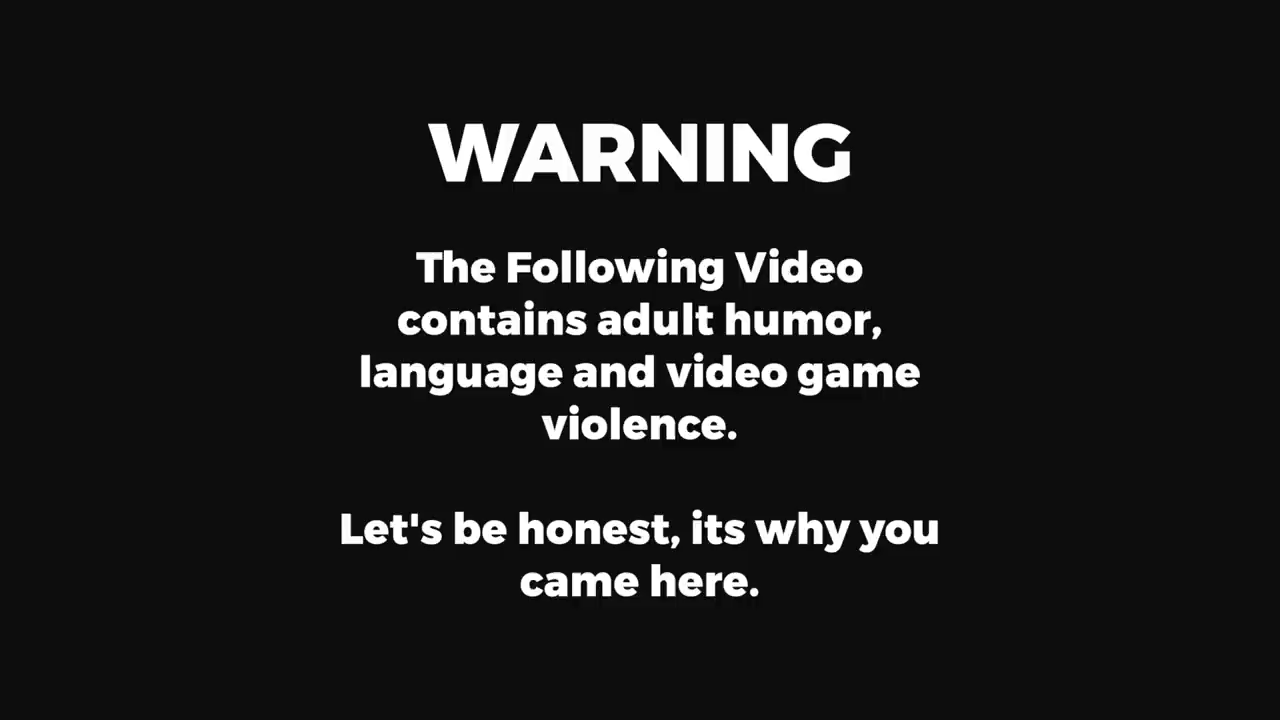 WARNING
The Following Video
contains adult humor,
language and video game
violence.
Let's be honest, its why you
came here.